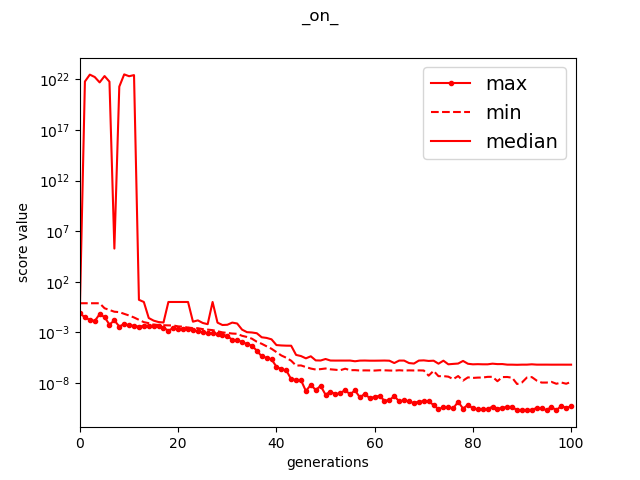 _on_
max
min
median
score value
10^22
10^17
10^12
10^7
10^2
10^−3
10^−8
0
20
40
60
80
100
generations